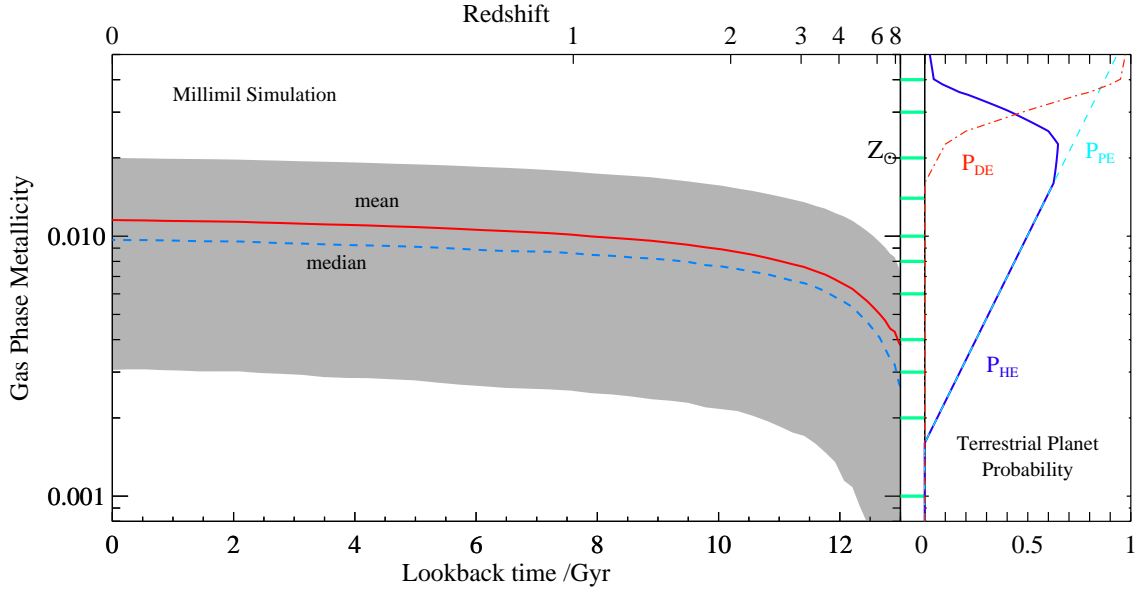 Redshift
0 1 2 3 4 6 8
Millimil Simulation
Z⊙
P_DE
P_PE
mean
0.010
median
Gas Phase Metallicity
P_HE
Terrestrial Planet
Probability
0.001
0 2 4 6 8 10 12
0 0.5 1
Lookback time /Gyr